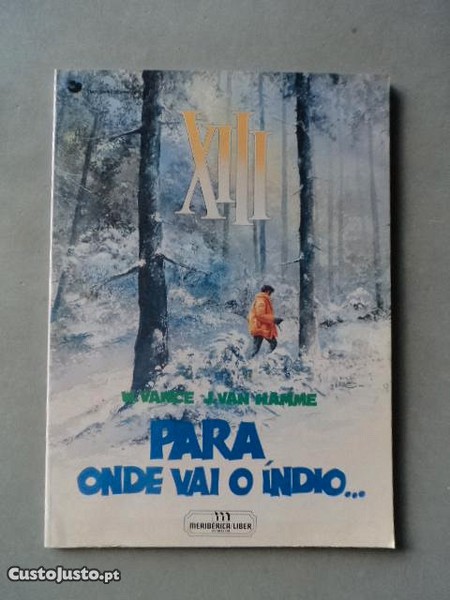 XIII
W. VANCE J. VAN HAMME
PARA
ONDE VAI O ÍNDIO...
MERIBÉRICA/LIBER
CustoJusto.pt